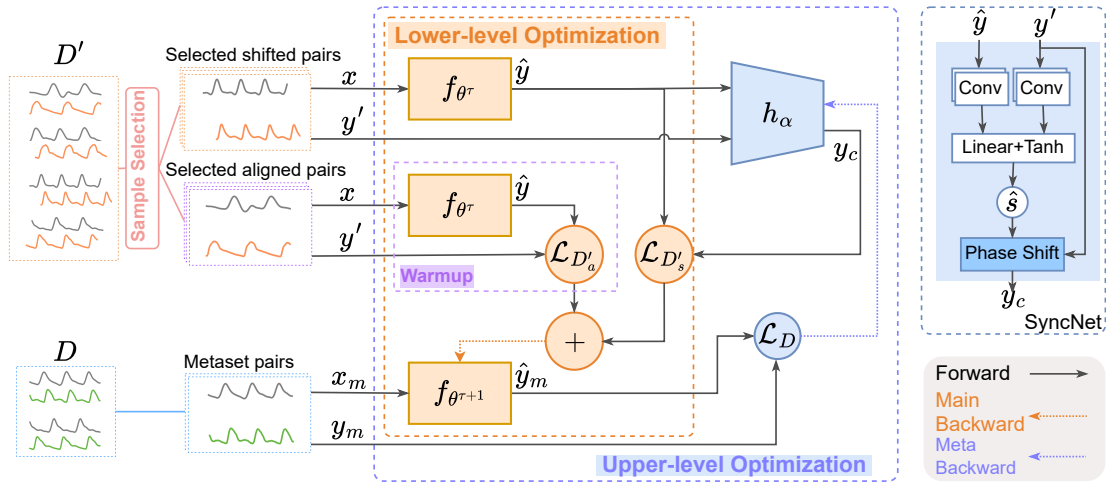 D′
Selected shifted pairs
Sample Selection
Selected aligned pairs
D
Metaset pairs
x
y′
x
y′
x_m
y_m
Lower-level Optimization
f_{θ^τ}
ŷ
f_{θ^τ}
ŷ
𝓛_{D′_a}
𝓛_{D′_s}
Warmup
+
f_{θ^{τ+1}}
ŷ_m
h_α
y_c
𝓛_D
Upper-level Optimization
ŷ
y′
Conv
Conv
Linear+Tanh
ŝ
Phase Shift
y_c
SyncNet
Forward
Main
Backward
Meta
Backward